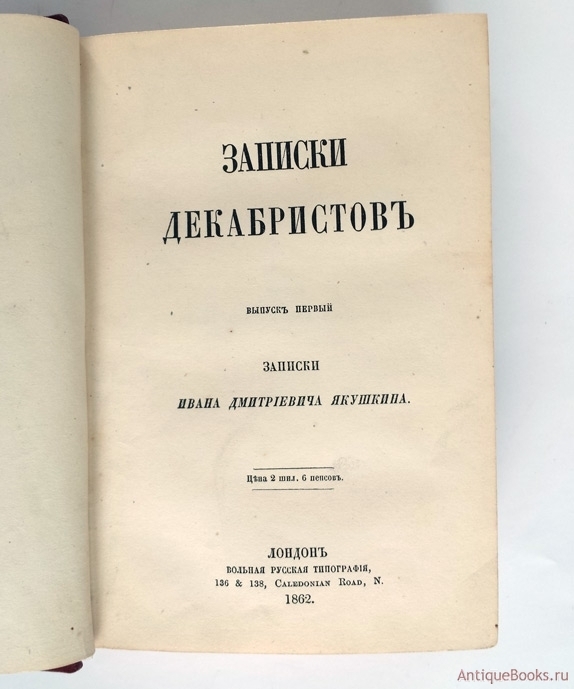 ЗАПИСКИ
ДЕКАБРИСТОВЪ
ВЫПУСКЪ ПЕРВЫЙ
ЗАПИСКИ
ИВАНА ДМИТРІЕВИЧА ЯКУШКИНА.
Цѣна 2 шил. 6 пенсовъ.
ЛОНДОНЪ
ВОЛЬНАЯ РУССКАЯ ТИПОГРАФІЯ,
136 & 138, CALEDONIAN ROAD, N.
1862.
AntiqueBooks.ru